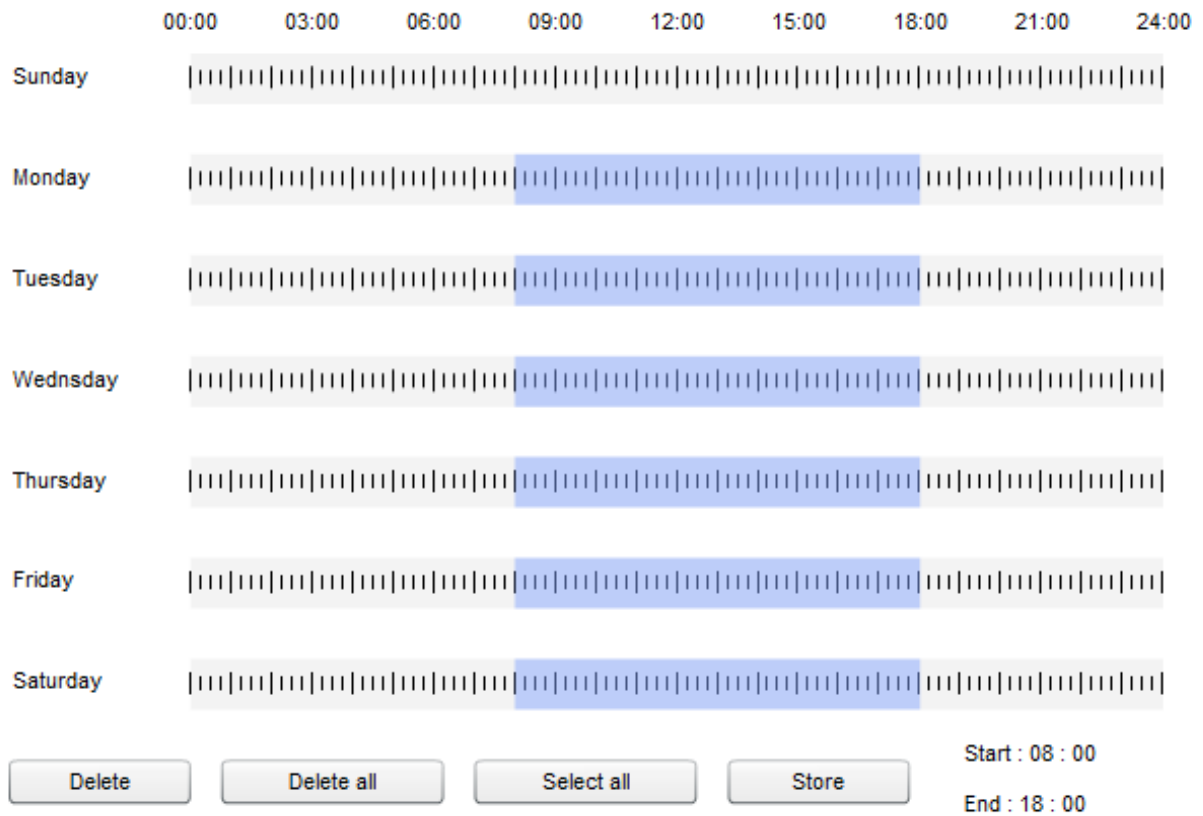 00:00 03:00 06:00 09:00 12:00 15:00 18:00 21:00 24:00
Sunday
Monday
Tuesday
Wednsday
Thursday
Friday
Saturday
Delete Delete all Select all Store
Start : 08 : 00
End : 18 : 00